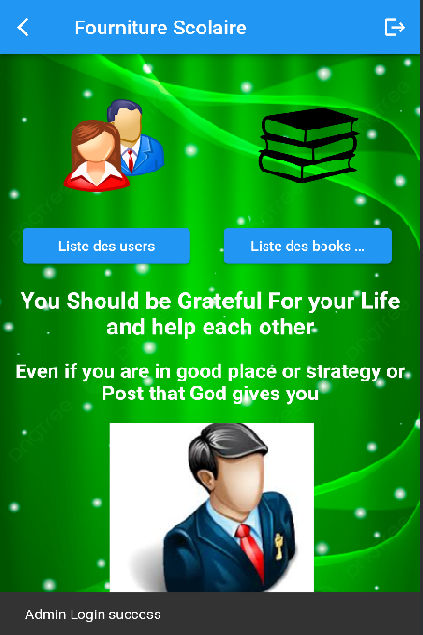 Fourniture Scolaire
Liste des users
Liste des books ...
You Should be Grateful For your Life
and help each other
Even if you are in good place or strategy or
Post that God gives you
Admin Login success